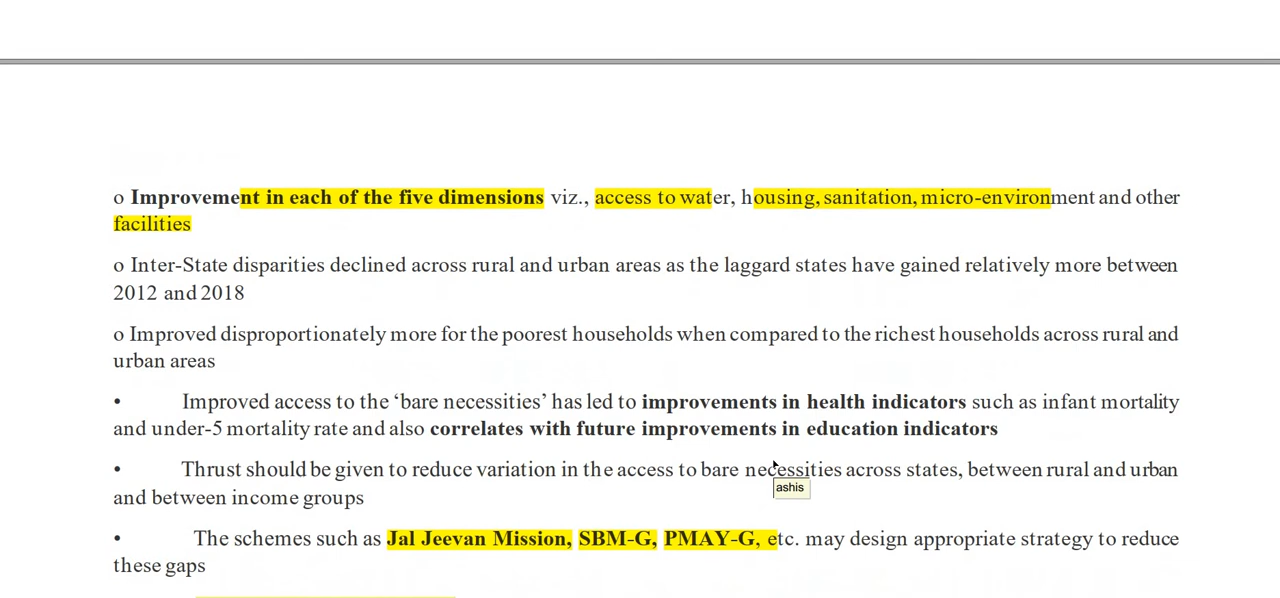 o Improvement in each of the five dimensions viz., access to water, housing, sanitation, micro-environment and other
facilities
o Inter-State disparities declined across rural and urban areas as the laggard states have gained relatively more between
2012 and 2018
o Improved disproportionately more for the poorest households when compared to the richest households across rural and
urban areas
• Improved access to the ‘bare necessities’ has led to improvements in health indicators such as infant mortality
and under-5 mortality rate and also correlates with future improvements in education indicators
• Thrust should be given to reduce variation in the access to bare necessities across states, between rural and urban
ashis
and between income groups
• The schemes such as Jal Jeevan Mission, SBM-G, PMAY-G, etc. may design appropriate strategy to reduce
these gaps